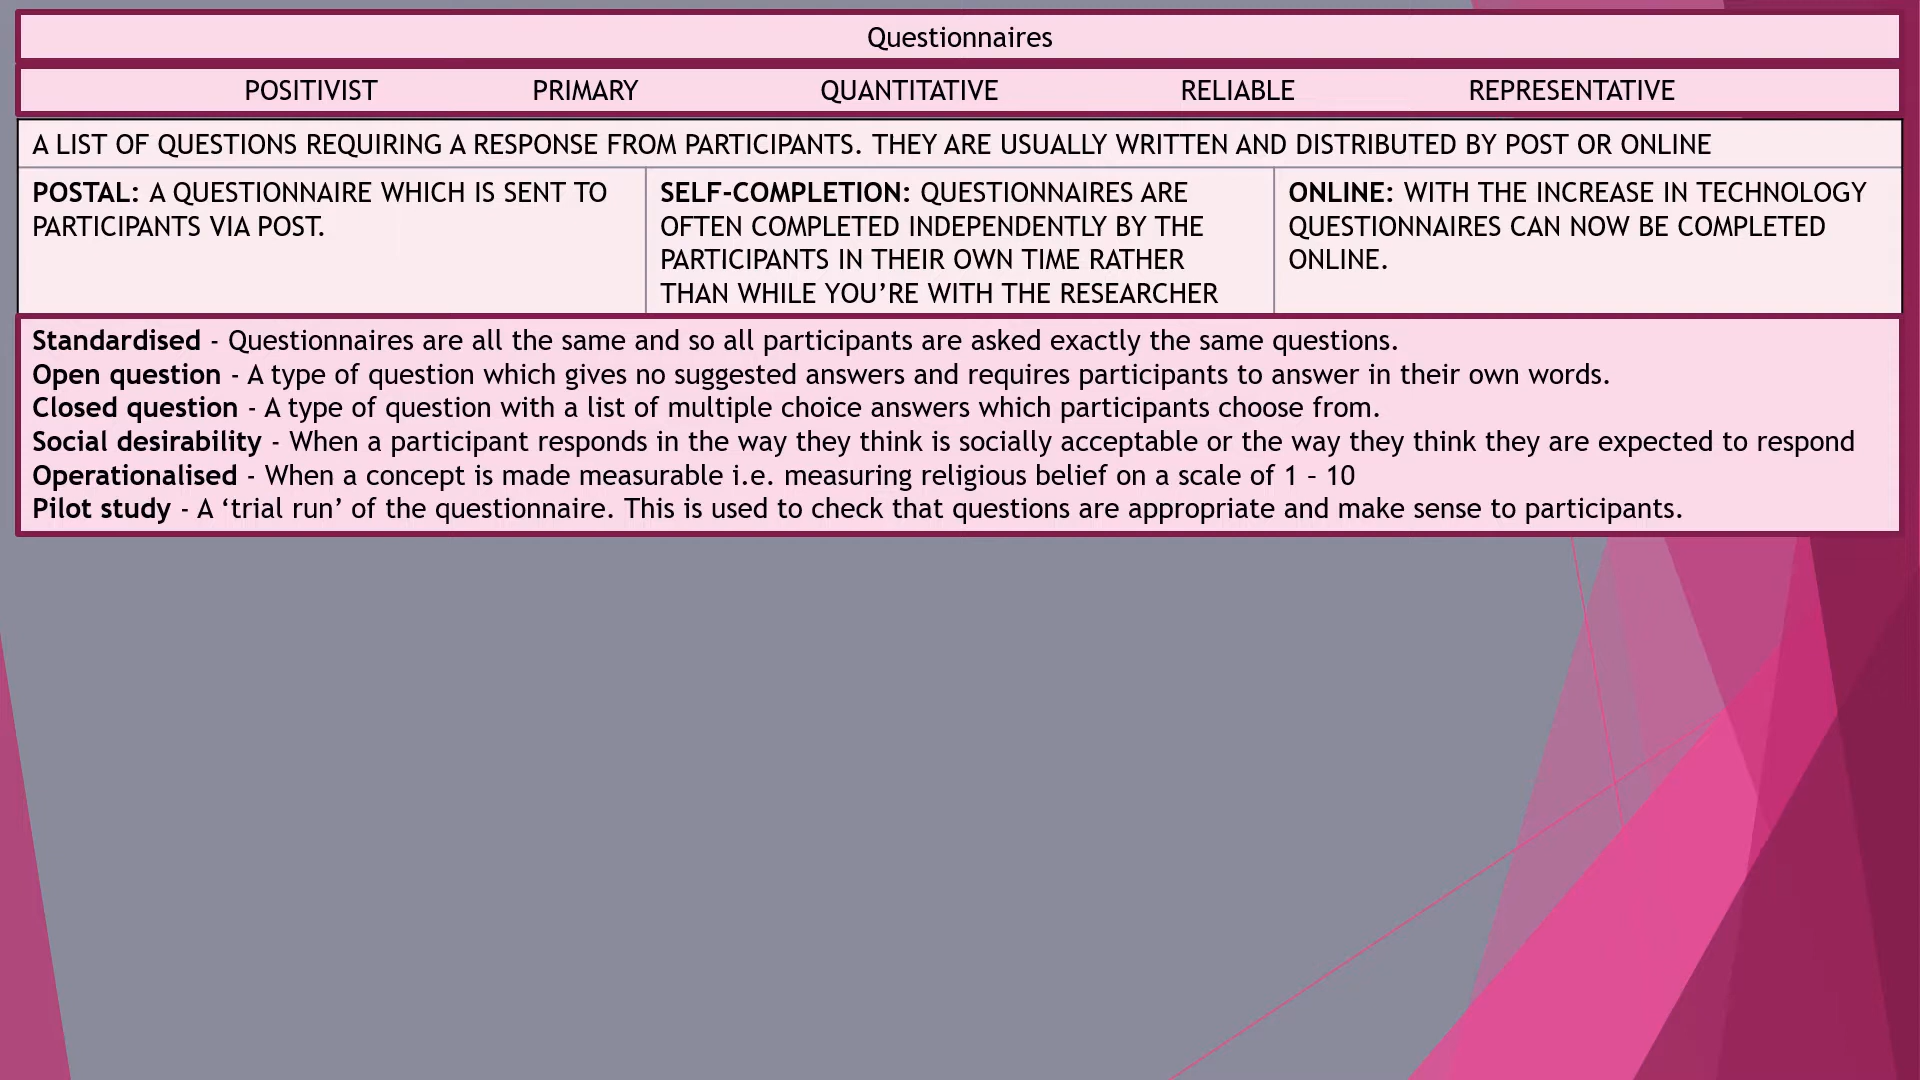 Questionnaires
POSITIVIST PRIMARY QUANTITATIVE RELIABLE REPRESENTATIVE
A LIST OF QUESTIONS REQUIRING A RESPONSE FROM PARTICIPANTS. THEY ARE USUALLY WRITTEN AND DISTRIBUTED BY POST OR ONLINE
POSTAL: A QUESTIONNAIRE WHICH IS SENT TO
PARTICIPANTS VIA POST.
SELF-COMPLETION: QUESTIONNAIRES ARE
OFTEN COMPLETED INDEPENDENTLY BY THE
PARTICIPANTS IN THEIR OWN TIME RATHER
THAN WHILE YOU’RE WITH THE RESEARCHER
ONLINE: WITH THE INCREASE IN TECHNOLOGY
QUESTIONNAIRES CAN NOW BE COMPLETED
ONLINE.
Standardised - Questionnaires are all the same and so all participants are asked exactly the same questions.
Open question - A type of question which gives no suggested answers and requires participants to answer in their own words.
Closed question - A type of question with a list of multiple choice answers which participants choose from.
Social desirability - When a participant responds in the way they think is socially acceptable or the way they think they are expected to respond
Operationalised - When a concept is made measurable i.e. measuring religious belief on a scale of 1 – 10
Pilot study - A ‘trial run’ of the questionnaire. This is used to check that questions are appropriate and make sense to participants.